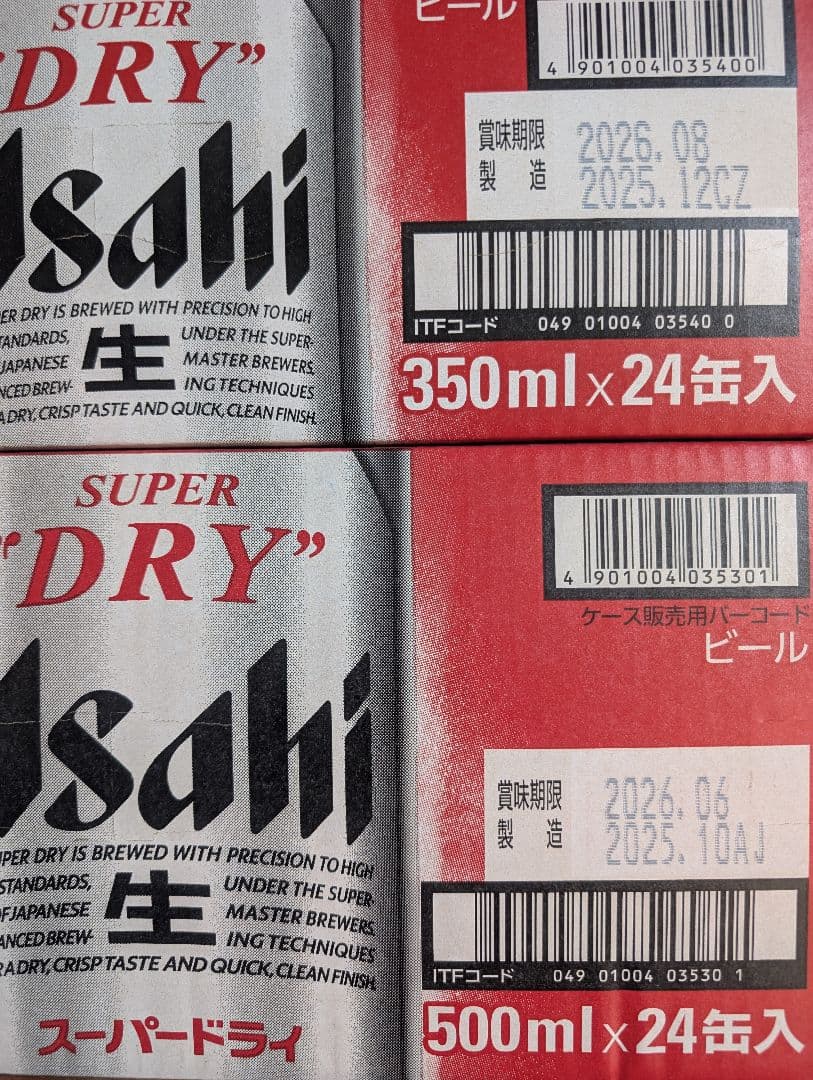 SUPER
"DRY"
Asahi
ER DRY IS BREWED WITH PRECISION TO HIGH
TANDARDS, UNDER THE SUPER-
JAPANESE 生 MASTER BREWERS,
NCED BREW- ING TECHNIQUES
A DRY, CRISP TASTE AND QUICK, CLEAN FINISH.
ビール
4 901004 035400
賞味期限 2026.08
製造 2025.12CZ
ITFコード 049 01004 03540 0
350ml×24缶入
SUPER
"DRY"
Asahi
PER DRY IS BREWED WITH PRECISION TO HIGH
STANDARDS, UNDER THE SUPER-
OF JAPANESE 生 MASTER BREWERS,
ANCED BREW- ING TECHNIQUES
RA DRY, CRISP TASTE AND QUICK, CLEAN FINISH.
スーパードライ
4 901004 035301
ケース販売用バーコード
ビール
賞味期限 2026.06
製造 2025.10AJ
ITFコード 049 01004 03530 1
500ml×24缶入